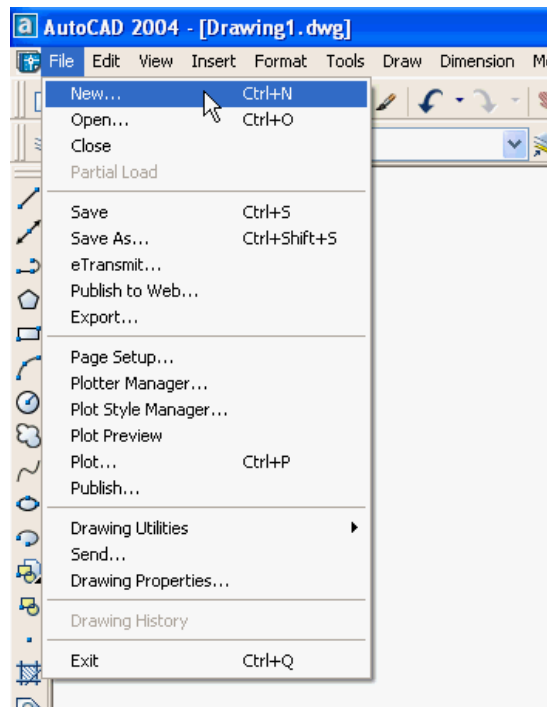 a AutoCAD 2004 - [Drawing1.dwg]
File Edit View Insert Format Tools Draw Dimension
New... Ctrl+N
Open... Ctrl+O
Close
Partial Load
Save Ctrl+S
Save As... Ctrl+Shift+S
eTransmit...
Publish to Web...
Export...
Page Setup...
Plotter Manager...
Plot Style Manager...
Plot Preview
Plot... Ctrl+P
Publish...
Drawing Utilities
Send...
Drawing Properties...
Drawing History
Exit Ctrl+Q